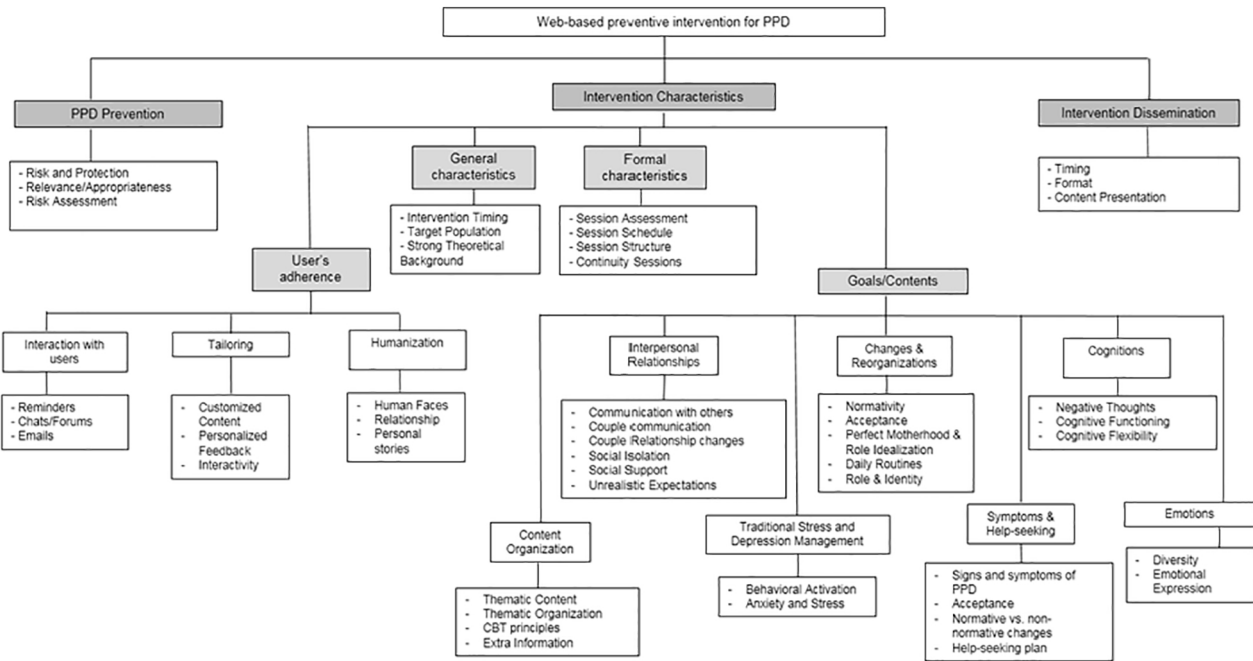 Web-based preventive intervention for PPD
PPD Prevention
Intervention Characteristics
Intervention Dissemination
- Risk and Protection
- Relevance/Appropriateness
- Risk Assessment
General
characteristics
Formal
characteristics
- Timing
- Format
- Content Presentation
- Intervention Timing
- Target Population
- Strong Theoretical
Background
- Session Assessment
- Session Schedule
- Session Structure
- Continuity Sessions
User's
adherence
Goals/Contents
Interaction with
users
Tailoring
Humanization
- Reminders
- Chats/Forums
- Emails
- Customized
Content
- Personalized
Feedback
- Interactivity
- Human Faces
- Relationship
- Personal
stories
Interpersonal
Relationships
Changes &
Reorganizations
Cognitions
- Communication with others
- Couple communication
- Couple Relationship changes
- Social Isolation
- Social Support
- Unrealistic Expectations
- Normativity
- Acceptance
- Perfect Motherhood &
Role Idealization
- Daily Routines
- Role & Identity
- Negative Thoughts
- Cognitive Functioning
- Cognitive Flexibility
Content
Organization
Traditional Stress and
Depression Management
Symptoms &
Help-seeking
Emotions
- Thematic Content
- Thematic Organization
- CBT principles
- Extra Information
- Behavioral Activation
- Anxiety and Stress
- Signs and symptoms of
PPD
- Acceptance
- Normative vs. non-
normative changes
- Help-seeking plan
- Diversity
- Emotional
Expression